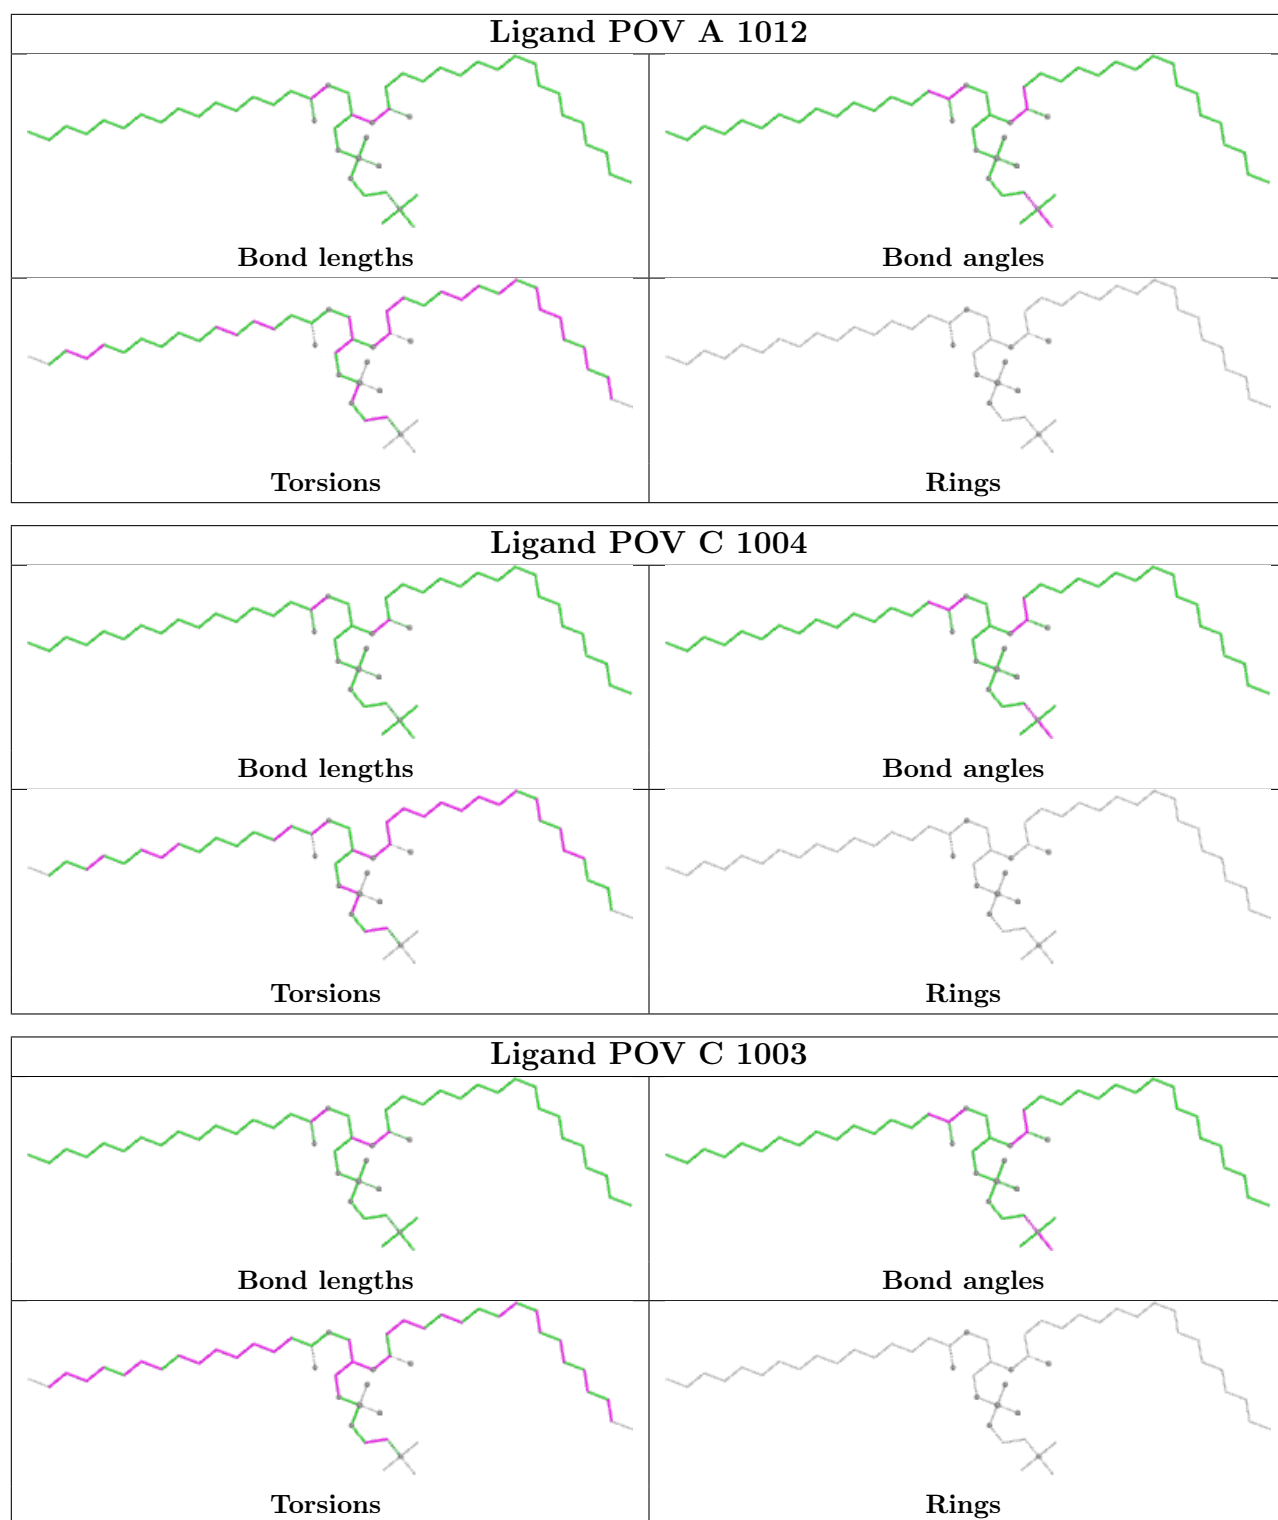 Ligand POV A 1012
Bond lengths
Bond angles
Torsions
Rings
Ligand POV C 1004
Bond lengths
Bond angles
Torsions
Rings
Ligand POV C 1003
Bond lengths
Bond angles
Torsions
Rings